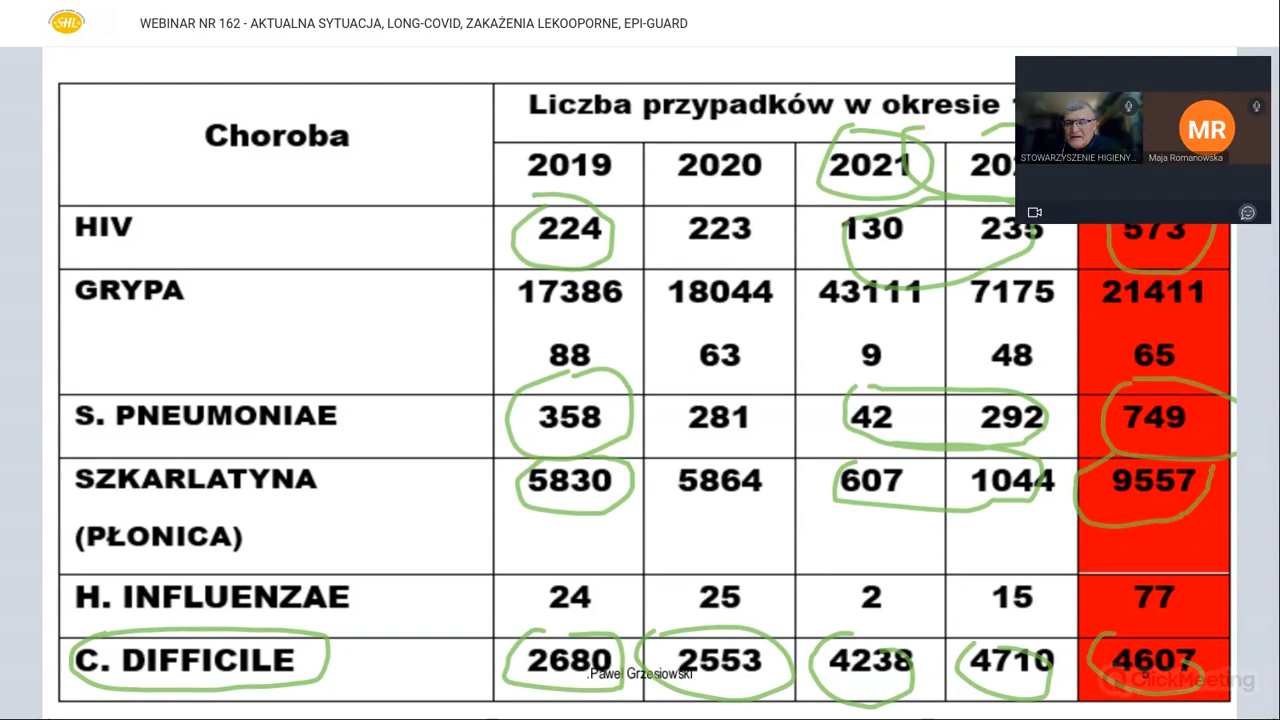 SHL
WEBINAR NR 162 - AKTUALNA SYTUACJA, LONG-COVID, ZAKAŻENIA LEKOOPORNE, EPI-GUARD
Choroba
Liczba przypadków w okresie
2019 2020 2021
HIV 224 223 130 235 573
GRYPA 17386 18044 43111 7175 21411
88 63 9 48 65
S. PNEUMONIAE 358 281 42 292 749
SZKARLATYNA 5830 5864 607 1044 9557
(PŁONICA)
H. INFLUENZAE 24 25 2 15 77
C. DIFFICILE 2680 2553 4238 4710 4607
.Paweł Grzesiowski
ClickMeeting
MR
STOWARZYSZENIE HIGIENY...
Maja Romanowska